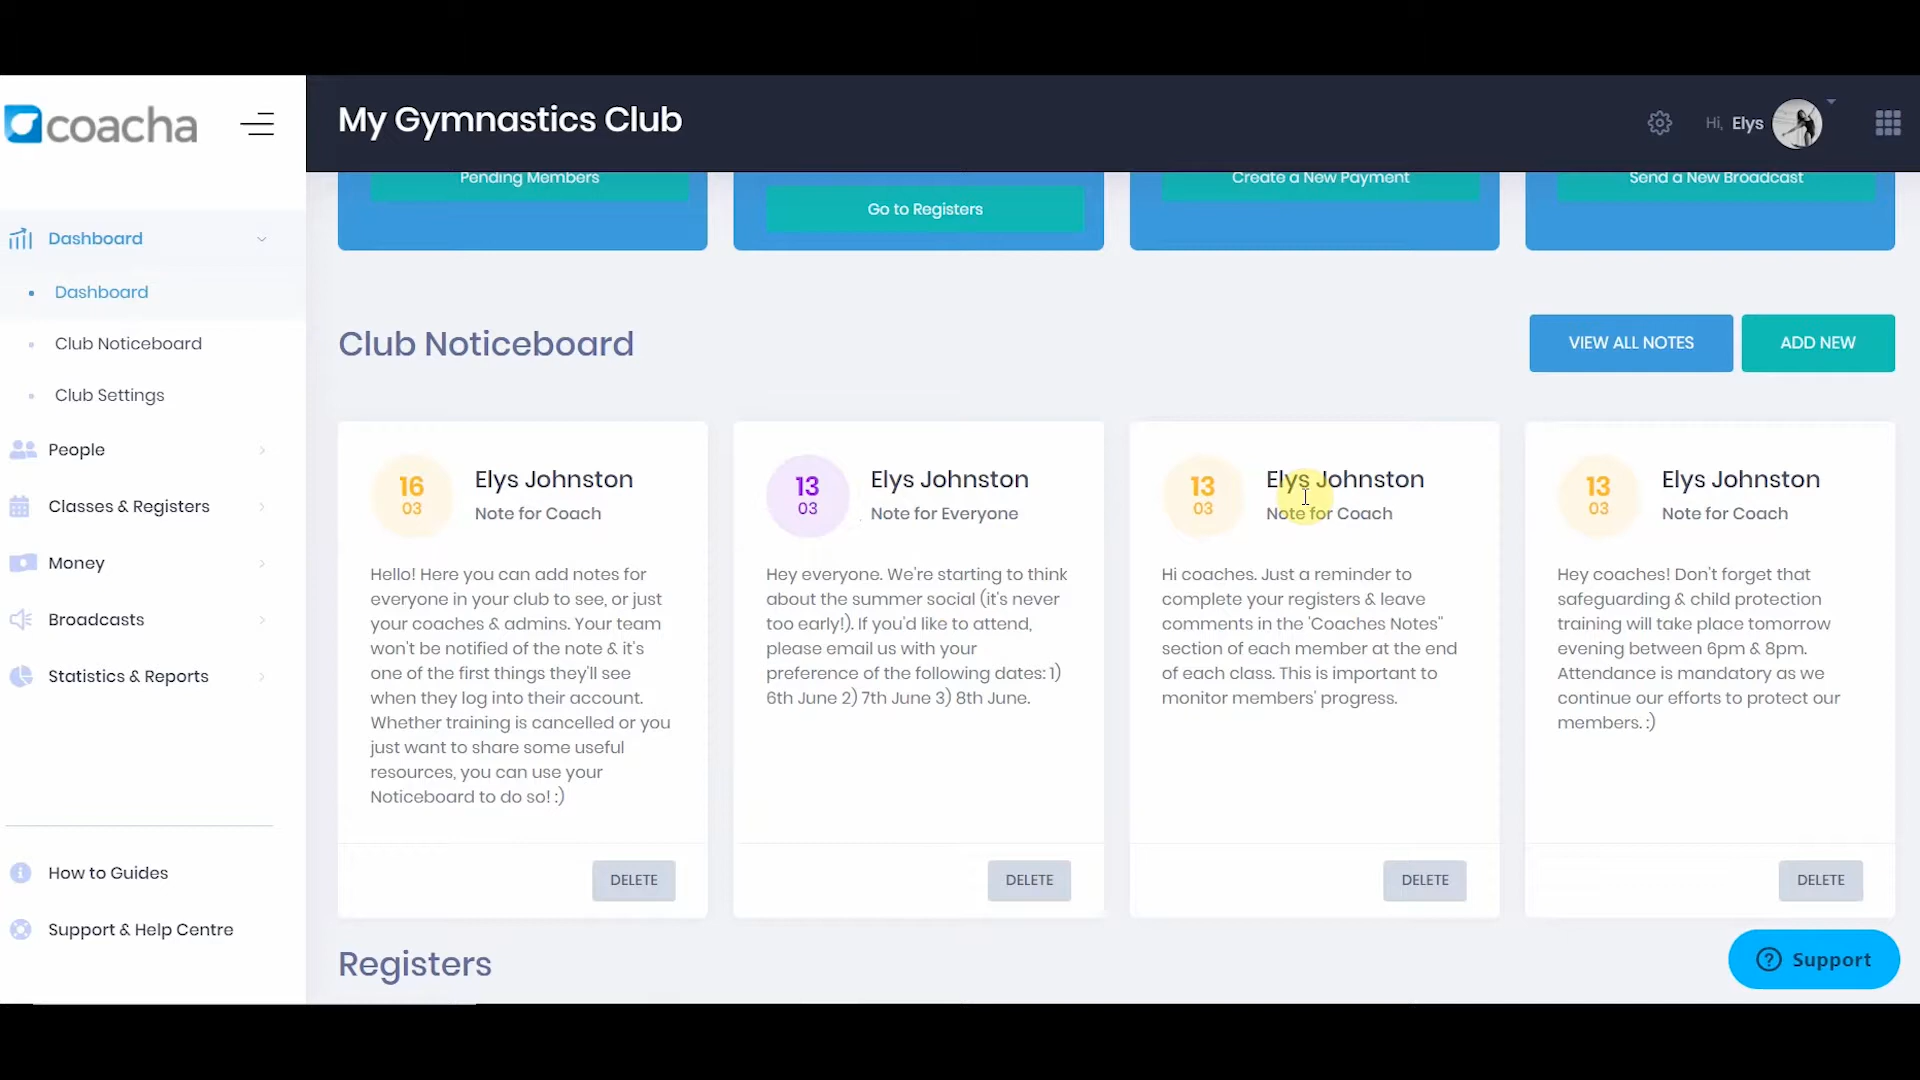 coacha
My Gymnastics Club
Hi, Elys
Dashboard
Dashboard
Club Noticeboard
Club Settings
People
Classes & Registers
Money
Broadcasts
Statistics & Reports
How to Guides
Support & Help Centre
Pending Members
Go to Registers
Create a New Payment
Send a New Broadcast
Club Noticeboard
VIEW ALL NOTES
ADD NEW
16
03
Elys Johnston
Note for Coach
Hello! Here you can add notes for
everyone in your club to see, or just
your coaches & admins. Your team
won't be notified of the note & it's
one of the first things they'll see
when they log into their account.
Whether training is cancelled or you
just want to share some useful
resources, you can use your
Noticeboard to do so! :)
DELETE
13
03
Elys Johnston
Note for Everyone
Hey everyone. We're starting to think
about the summer social (it's never
too early!). If you'd like to attend,
please email us with your
preference of the following dates: 1)
6th June 2) 7th June 3) 8th June.
DELETE
13
03
Elys Johnston
Note for Coach
Hi coaches. Just a reminder to
complete your registers & leave
comments in the 'Coaches Notes"
section of each member at the end
of each class. This is important to
monitor members' progress.
DELETE
13
03
Elys Johnston
Note for Coach
Hey coaches! Don't forget that
safeguarding & child protection
training will take place tomorrow
evening between 6pm & 8pm.
Attendance is mandatory as we
continue our efforts to protect our
members. :)
DELETE
Registers
Support